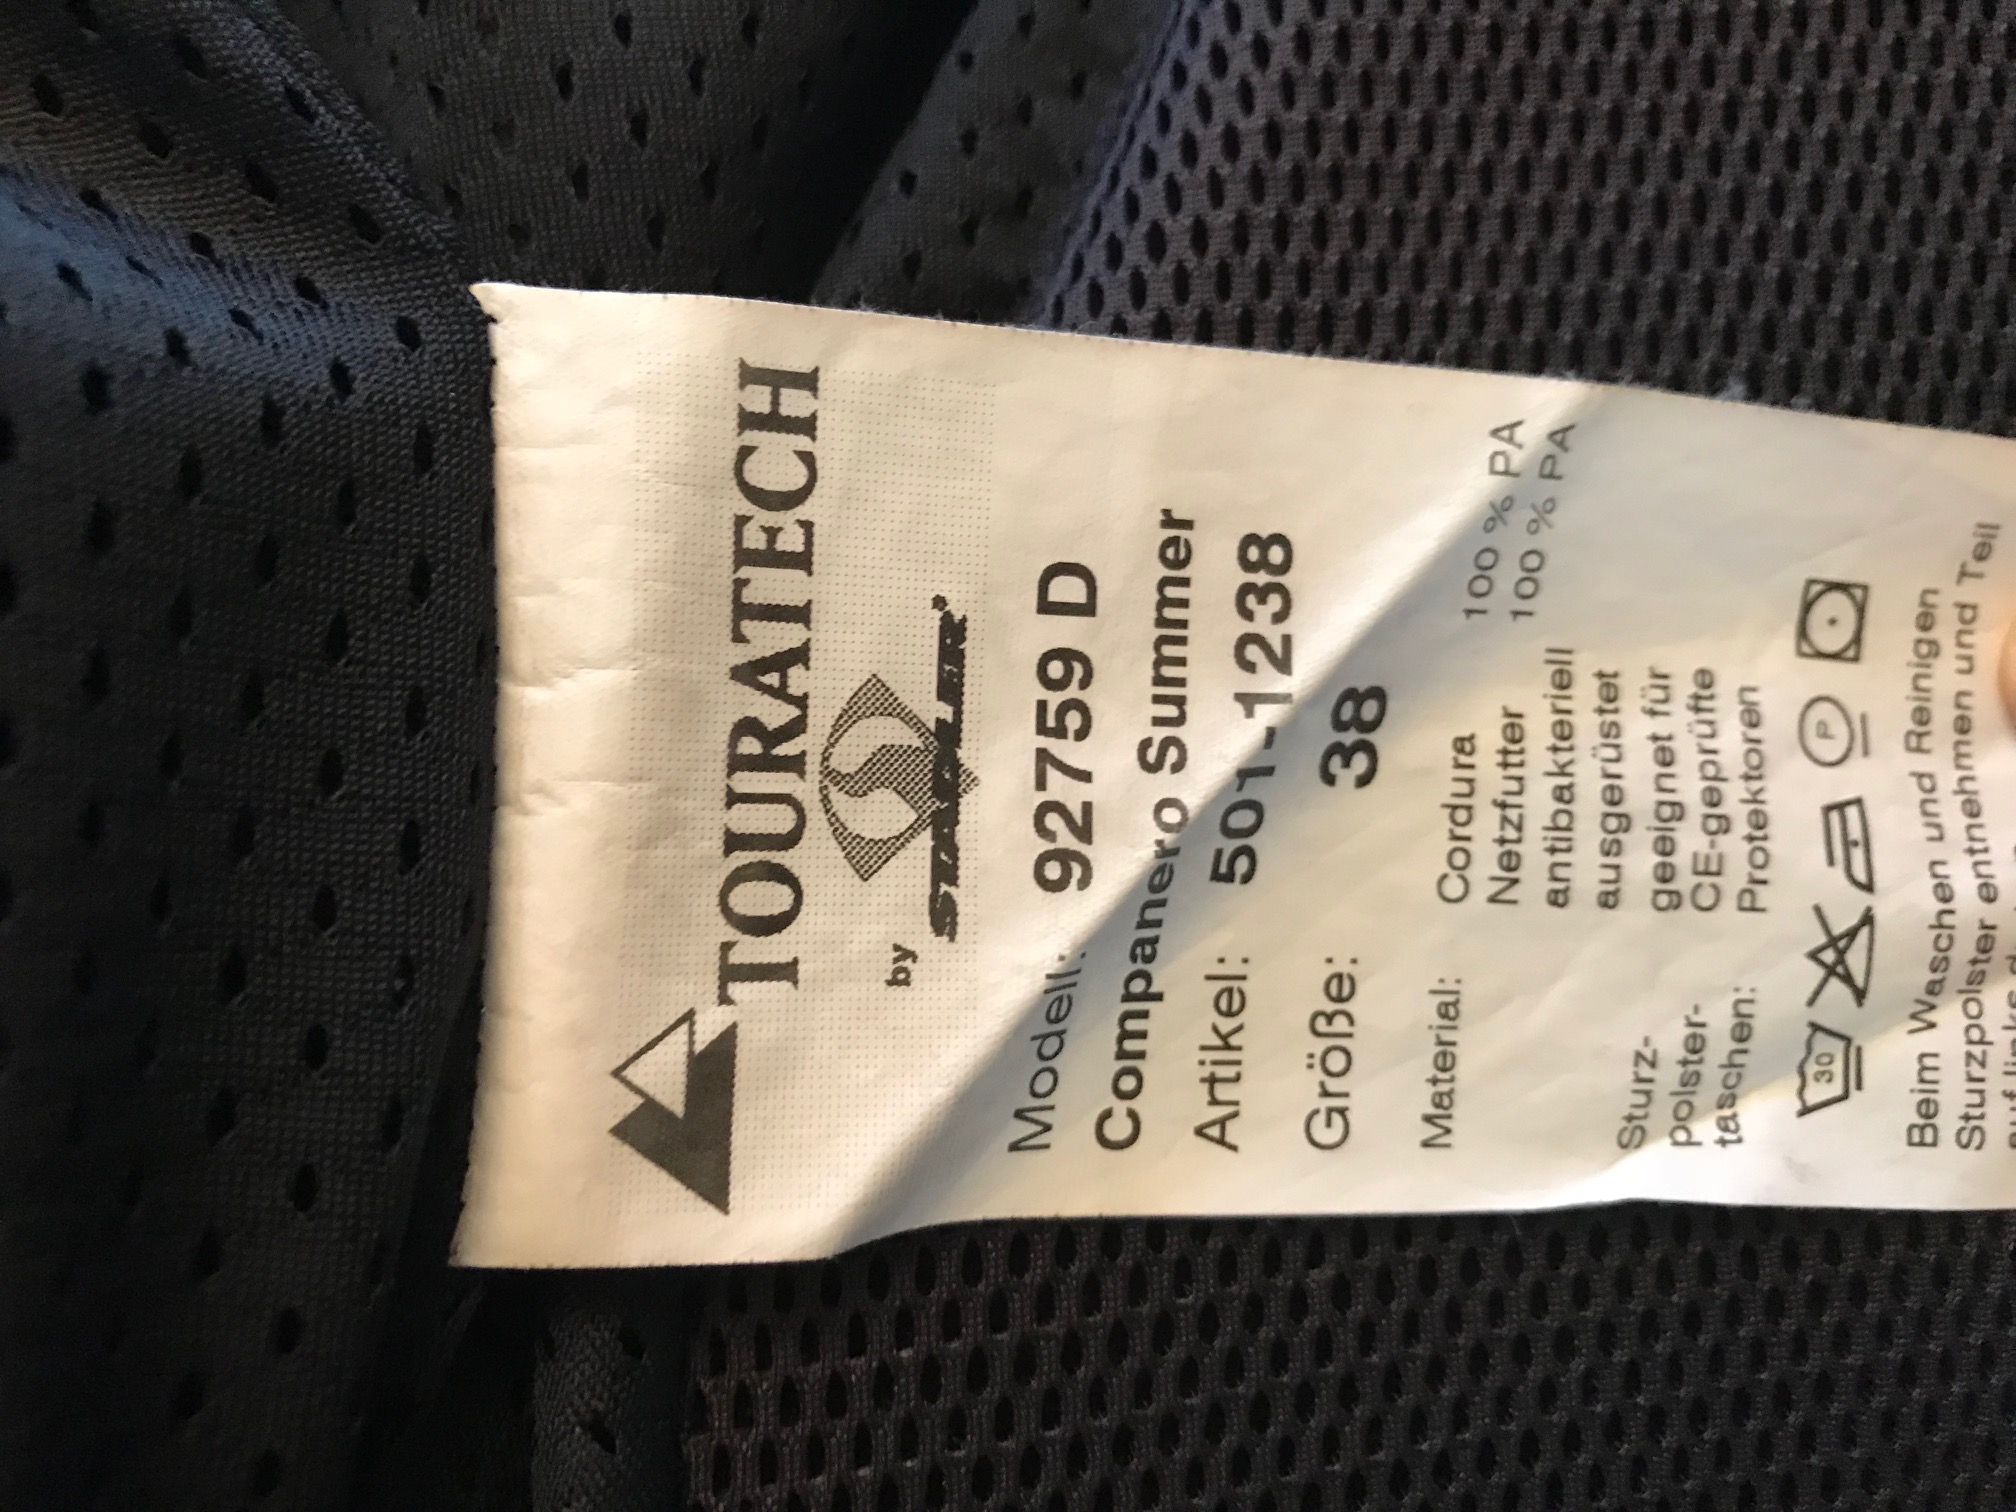 TOURATECH
by STADLER
Modell: 92759 D
Companero Summer
Artikel: 501-1238
Größe: 38
Material: Cordura 100 % PA
Netzfutter 100 % PA
antibakteriell
ausgerüstet
Sturz- geeignet für
polster- CE-geprüfte
taschen: Protektoren
30 P
Beim Waschen und Reinigen
Sturzpolster entnehmen und Teil